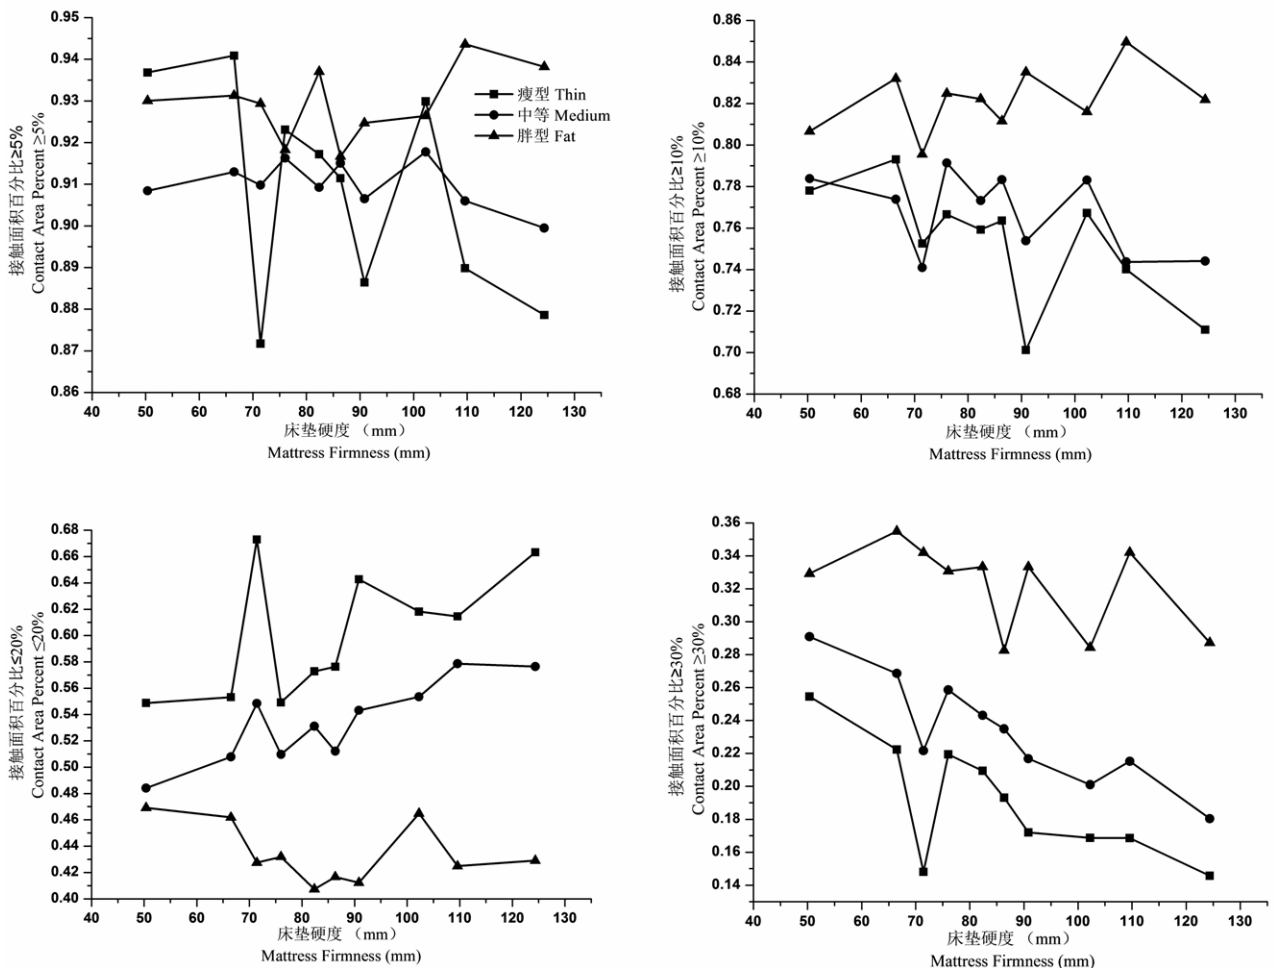 0.95
0.94
0.93
0.92
0.91
0.90
0.89
0.88
0.87
0.86
接触面积百分比≥5%
Contact Area Percent ≥5%
瘦型 Thin
中等 Medium
胖型 Fat
40 50 60 70 80 90 100 110 120 130
床垫硬度 （mm）
Mattress Firmness (mm)
0.86
0.84
0.82
0.80
0.78
0.76
0.74
0.72
0.70
0.68
接触面积百分比≥10%
Contact Area Percent ≥10%
40 50 60 70 80 90 100 110 120 130
床垫硬度 （mm）
Mattress Firmness (mm)
0.68
0.66
0.64
0.62
0.60
0.58
0.56
0.54
0.52
0.50
0.48
0.46
0.44
0.42
0.40
接触面积百分比≤20%
Contact Area Percent ≤20%
40 50 60 70 80 90 100 110 120 130
床垫硬度 （mm）
Mattress Firmness (mm)
0.36
0.34
0.32
0.30
0.28
0.26
0.24
0.22
0.20
0.18
0.16
0.14
接触面积百分比≥30%
Contact Area Percent ≥30%
40 50 60 70 80 90 100 110 120 130
床垫硬度 （mm）
Mattress Firmness (mm)